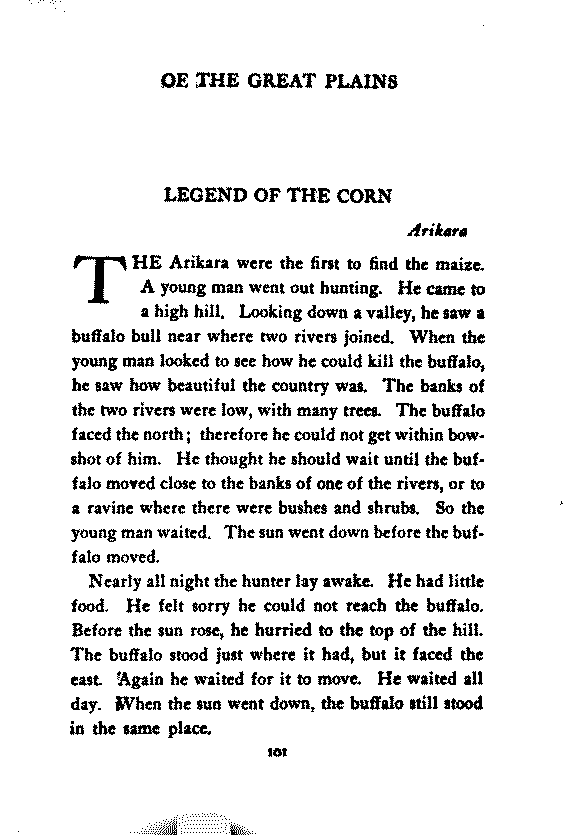 OE THE GREAT PLAINS
LEGEND OF THE CORN
Arikara
THE Arikara were the first to find the maize.
A young man went out hunting. He came to
a high hill. Looking down a valley, he saw a
buffalo bull near where two rivers joined. When the
young man looked to see how he could kill the buffalo,
he saw how beautiful the country was. The banks of
the two rivers were low, with many trees. The buffalo
faced the north; therefore he could not get within bow-
shot of him. He thought he should wait until the buf-
falo moved close to the banks of one of the rivers, or to
a ravine where there were bushes and shrubs. So the
young man waited. The sun went down before the buf-
falo moved.
Nearly all night the hunter lay awake. He had little
food. He felt sorry he could not reach the buffalo.
Before the sun rose, he hurried to the top of the hill.
The buffalo stood just where it had, but it faced the
east. Again he waited for it to move. He waited all
day. When the sun went down, the buffalo still stood
in the same place.
101